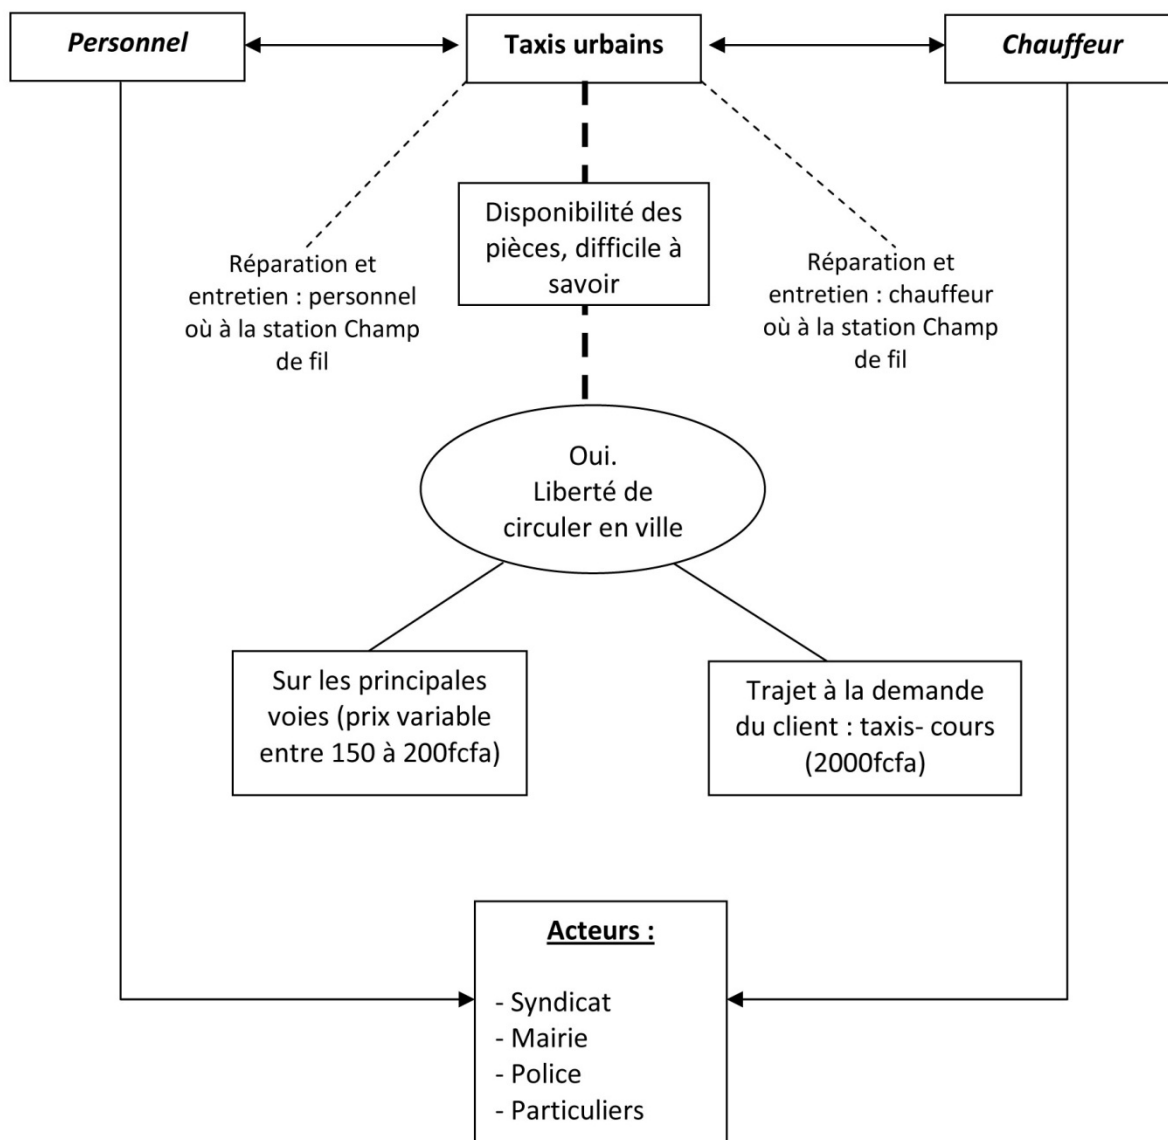 Personnel
Taxis urbains
Chauffeur
Disponibilité des
pièces, difficile à
savoir
Réparation et
entretien : personnel
où à la station Champ
de fil
Réparation et
entretien : chauffeur
où à la station Champ
de fil
Oui.
Liberté de
circuler en ville
Sur les principales
voies (prix variable
entre 150 à 200fcfa)
Trajet à la demande
du client : taxis- cours
(2000fcfa)
Acteurs :
- Syndicat
- Mairie
- Police
- Particuliers